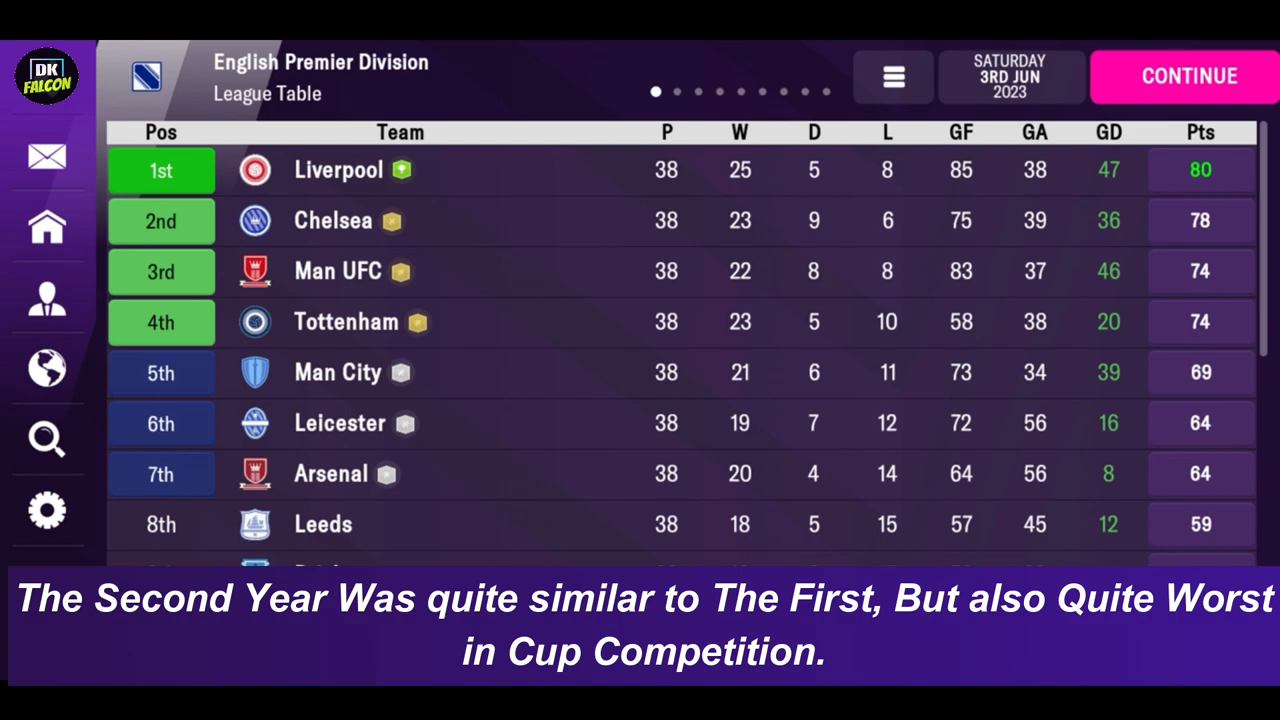 DK
FALCON
English Premier Division
League Table
SATURDAY
3RD JUN
2023
CONTINUE
Pos Team P W D L GF GA GD Pts
1st Liverpool 38 25 5 8 85 38 47 80
2nd Chelsea 38 23 9 6 75 39 36 78
3rd Man UFC 38 22 8 8 83 37 46 74
4th Tottenham 38 23 5 10 58 38 20 74
5th Man City 38 21 6 11 73 34 39 69
6th Leicester 38 19 7 12 72 56 16 64
7th Arsenal 38 20 4 14 64 56 8 64
8th Leeds 38 18 5 15 57 45 12 59
The Second Year Was quite similar to The First, But also Quite Worst
in Cup Competition.